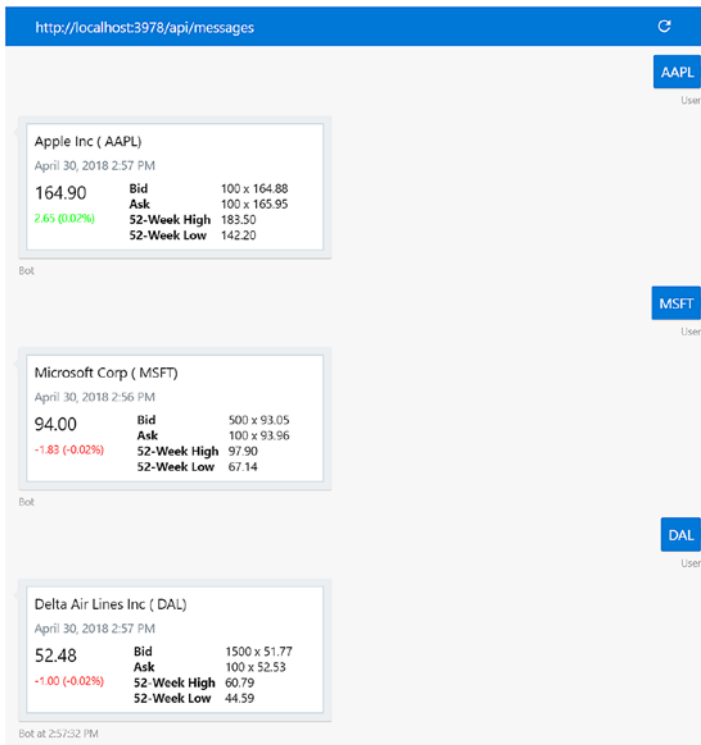 http://localhost:3978/api/messages
AAPL
User
Apple Inc ( AAPL)
April 30, 2018 2:57 PM
164.90
2.65 (0.02%)
Bid 100 x 164.88
Ask 100 x 165.95
52-Week High 183.50
52-Week Low 142.20
Bot
MSFT
User
Microsoft Corp ( MSFT)
April 30, 2018 2:56 PM
94.00
-1.83 (-0.02%)
Bid 500 x 93.05
Ask 100 x 93.96
52-Week High 97.90
52-Week Low 67.14
Bot
DAL
User
Delta Air Lines Inc ( DAL)
April 30, 2018 2:57 PM
52.48
-1.00 (-0.02%)
Bid 1500 x 51.77
Ask 100 x 52.53
52-Week High 60.79
52-Week Low 44.59
Bot at 2:57:32 PM